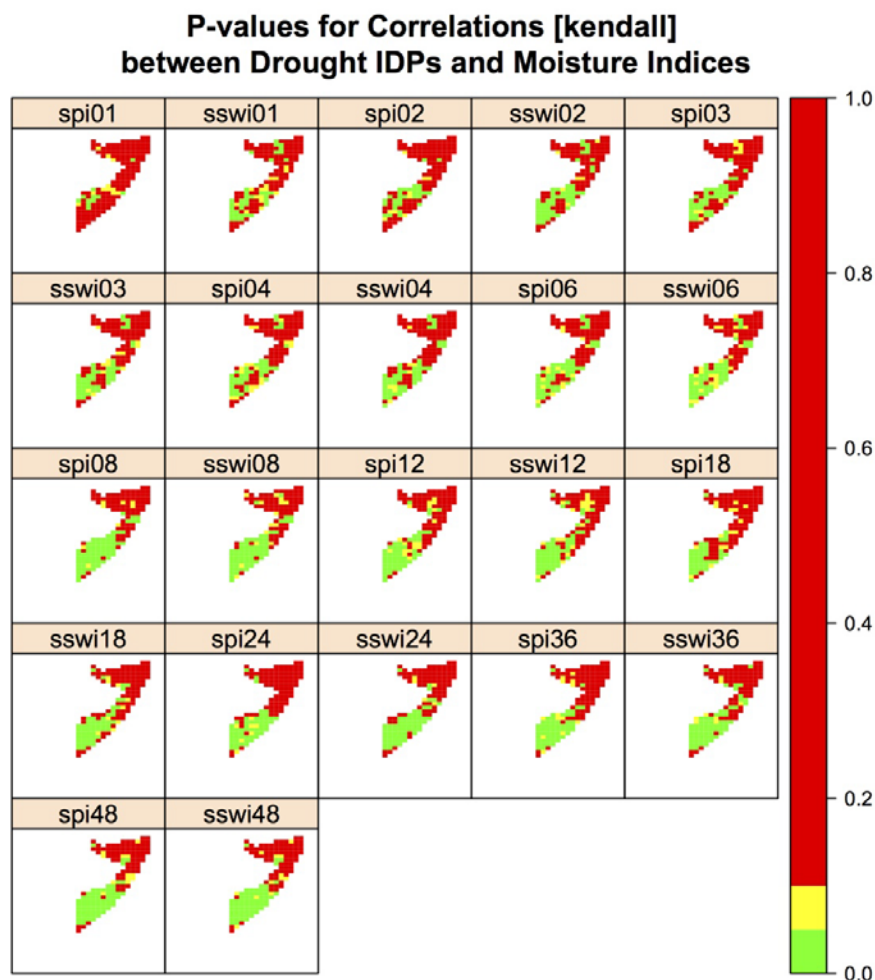 P-values for Correlations [kendall]
between Drought IDPs and Moisture Indices
spi01 sswi01 spi02 sswi02 spi03
sswi03 spi04 sswi04 spi06 sswi06
spi08 sswi08 spi12 sswi12 spi18
sswi18 spi24 sswi24 spi36 sswi36
spi48 sswi48
1.0
0.8
0.6
0.4
0.2
0.0